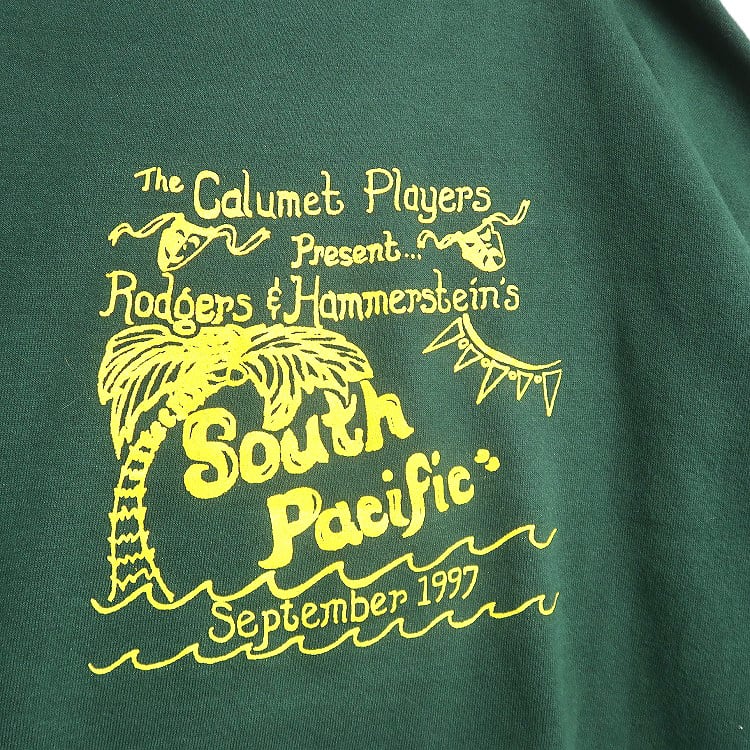 The Calumet Players
Present...
Rodgers & Hammerstein's
South
Pacific
September 1997